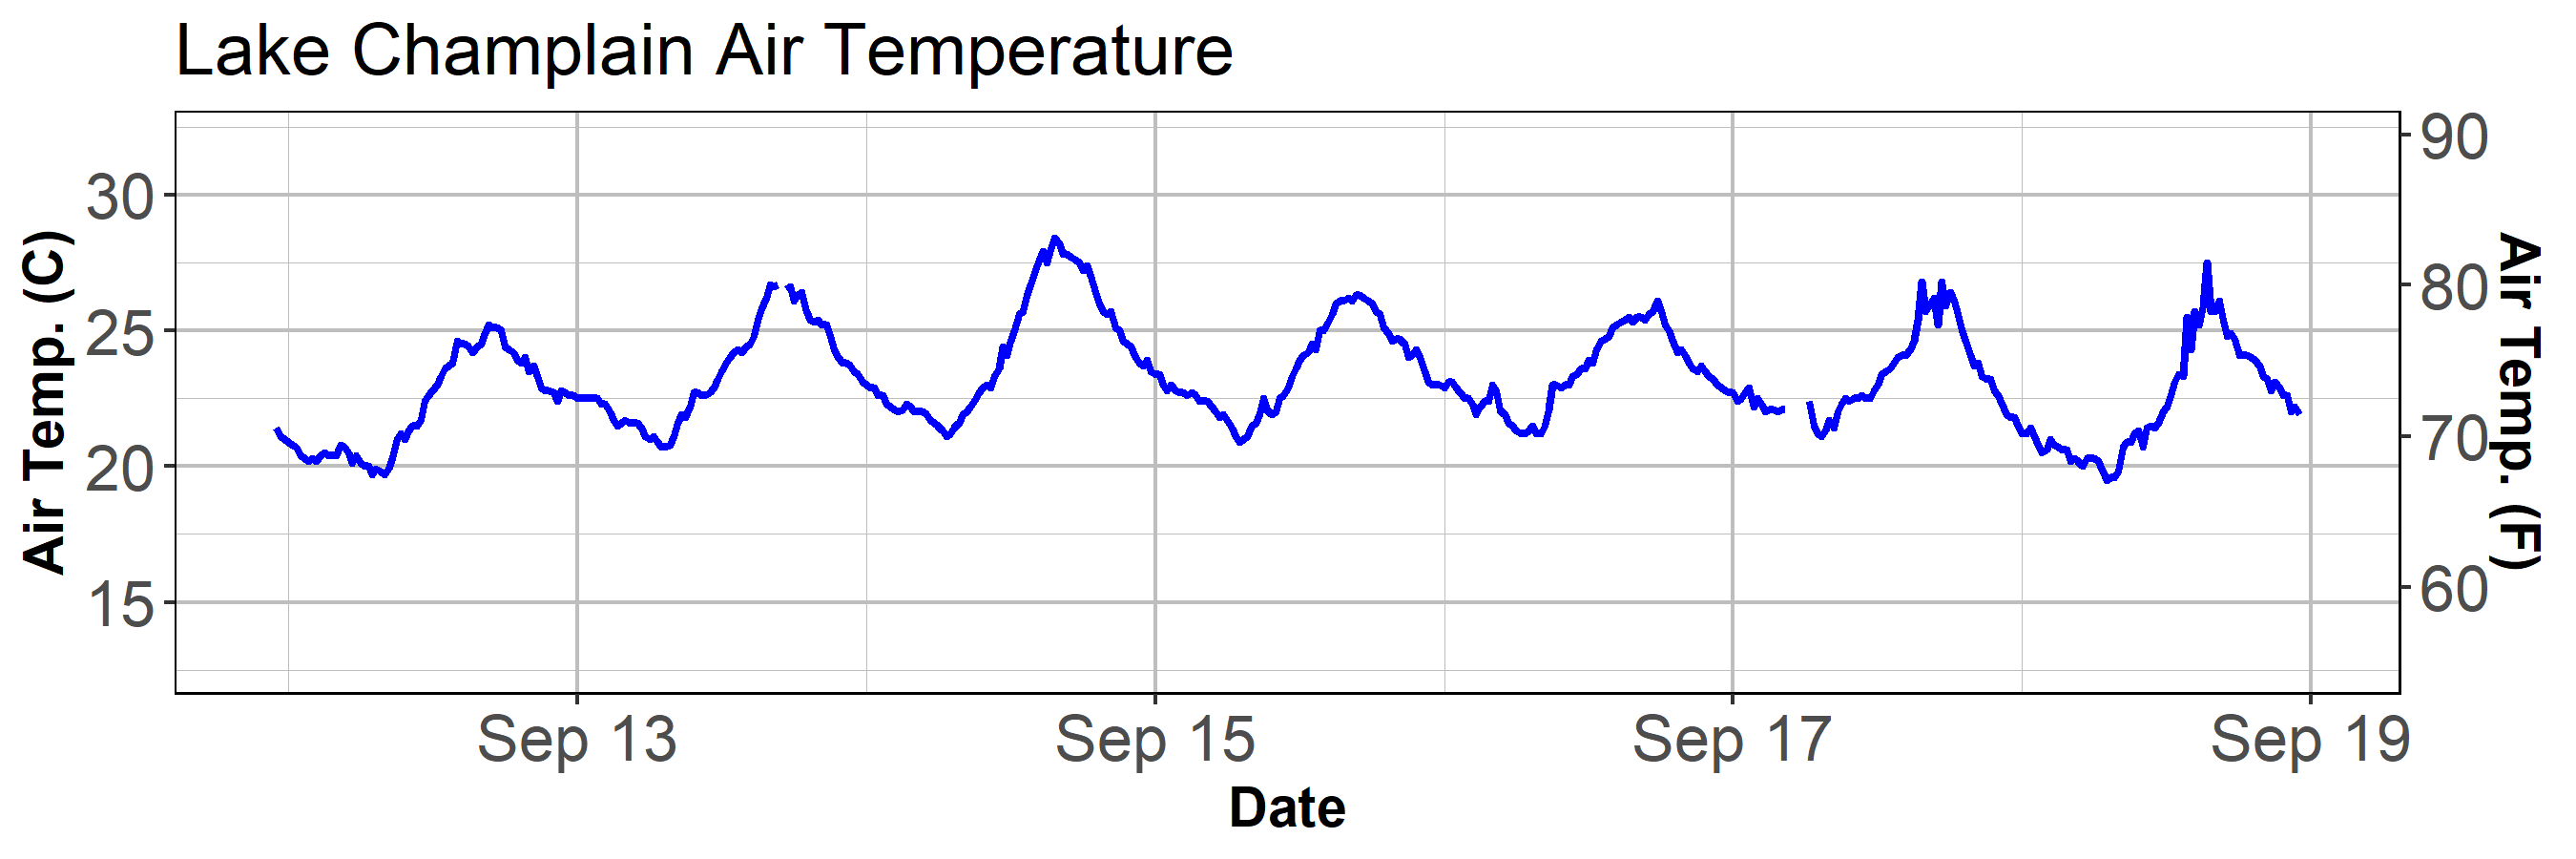 Lake Champlain Air Temperature
Air Temp. (C)
30
25
20
15
90
80
70
60
Air Temp. (F)
Sep 13
Sep 15
Sep 17
Sep 19
Date